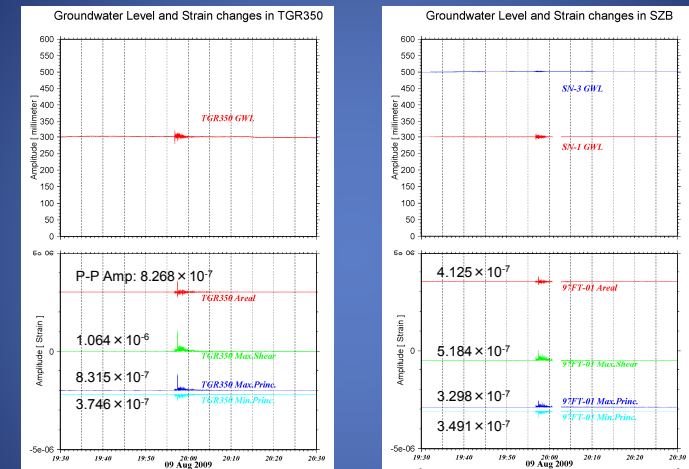 Groundwater Level and Strain changes in TGR350
600
550
500
450
400
350
300
250
200
150
100
50
0
Amplitude [ millimeter ]
TGR350 GWL
5e-06
0
-5e-06
Amplitude [ Strain ]
P-P Amp: 8.268×10-7
TGR350 Areal
1.064×10-6
TGR350 Max.Shear
8.315×10-7
TGR350 Max.Princ.
3.746×10-7
TGR350 Min.Princ.
19:30 19:40 19:50 20:00 20:10 20:20 20:30
09 Aug 2009
Groundwater Level and Strain changes in SZB
600
550
500
450
400
350
300
250
200
150
100
50
0
Amplitude [ millimeter ]
SN-3 GWL
SN-1 GWL
5e-06
0
-5e-06
Amplitude [ Strain ]
4.125×10-7
97FT-01 Areal
5.184×10-7
97FT-01 Max.Shear
3.298×10-7
97FT-01 Max.Princ.
3.491×10-7
97FT-01 Min.Princ.
19:30 19:40 19:50 20:00 20:10 20:20 20:30
09 Aug 2009